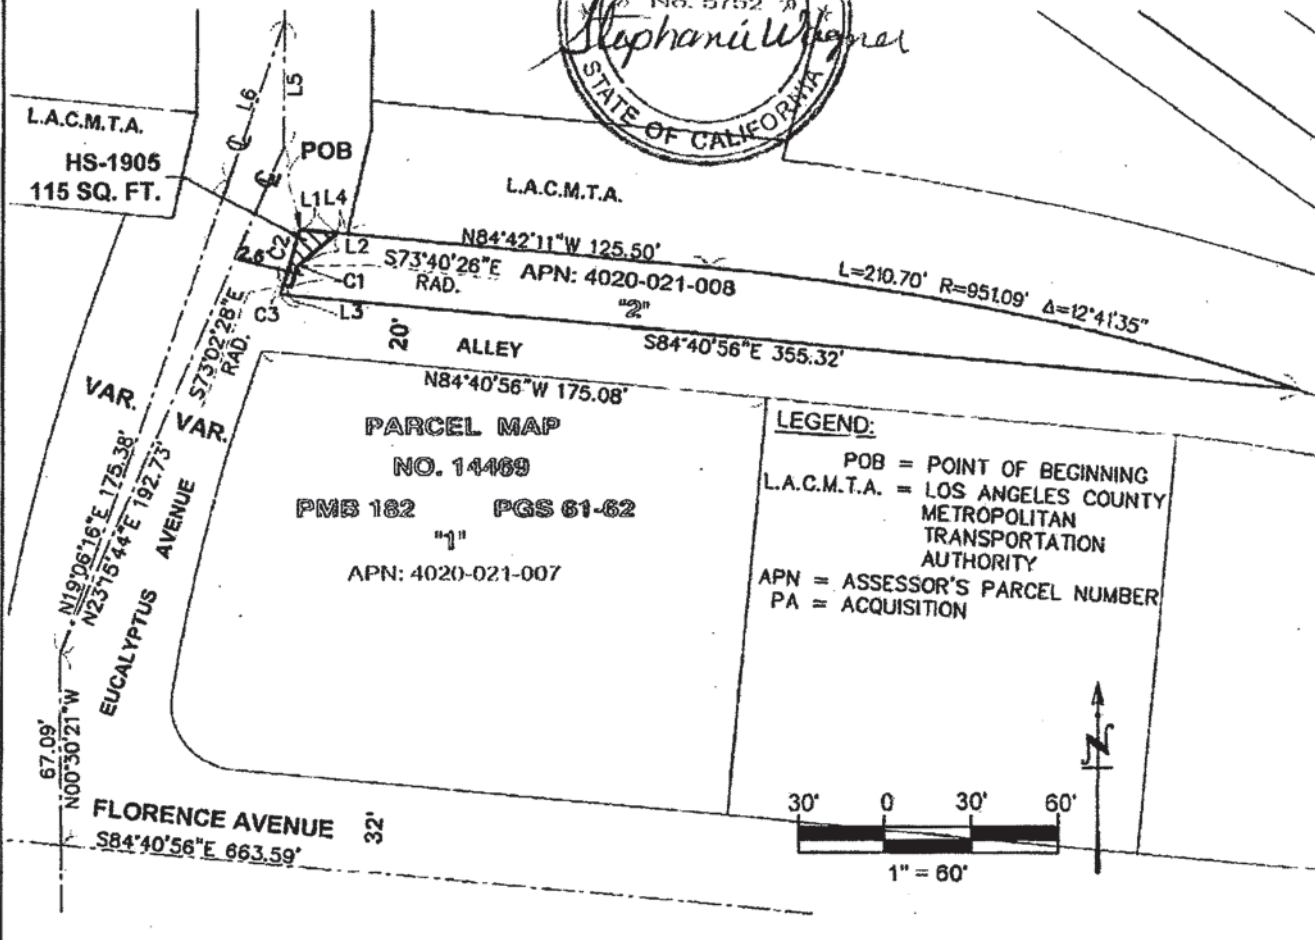 No. 5752
Stephanie Wagner
STATE OF CALIFORNIA
L6
L5
L.A.C.M.T.A.
HS-1905
115 SQ. FT.
POB
L.A.C.M.T.A.
L1 L4
C2
L2
2.6
N84°42'11"W 125.50'
S73°40'26"E
RAD.
APN: 4020-021-008
"2"
L=210.70' R=951.09' Δ=12°41'35"
C1
C3
L3
S73°02'28"E
RAD.
20'
ALLEY
S84°40'56"E 355.32'
N84°40'56"W 175.08'
VAR.
VAR.
PARCEL MAP
NO. 14469
PMB 182 PGS 61-62
"1"
APN: 4020-021-007
N19°06'16"E 175.38'
N23°15'44"E 192.73'
EUCALYPTUS AVENUE
LEGEND:
POB = POINT OF BEGINNING
L.A.C.M.T.A. = LOS ANGELES COUNTY
METROPOLITAN
TRANSPORTATION
AUTHORITY
APN = ASSESSOR'S PARCEL NUMBER
PA = ACQUISITION
67.09'
N00°30'21"W
FLORENCE AVENUE
32'
S84°40'56"E 663.59'
N
30' 0 30' 60'
1" = 60'